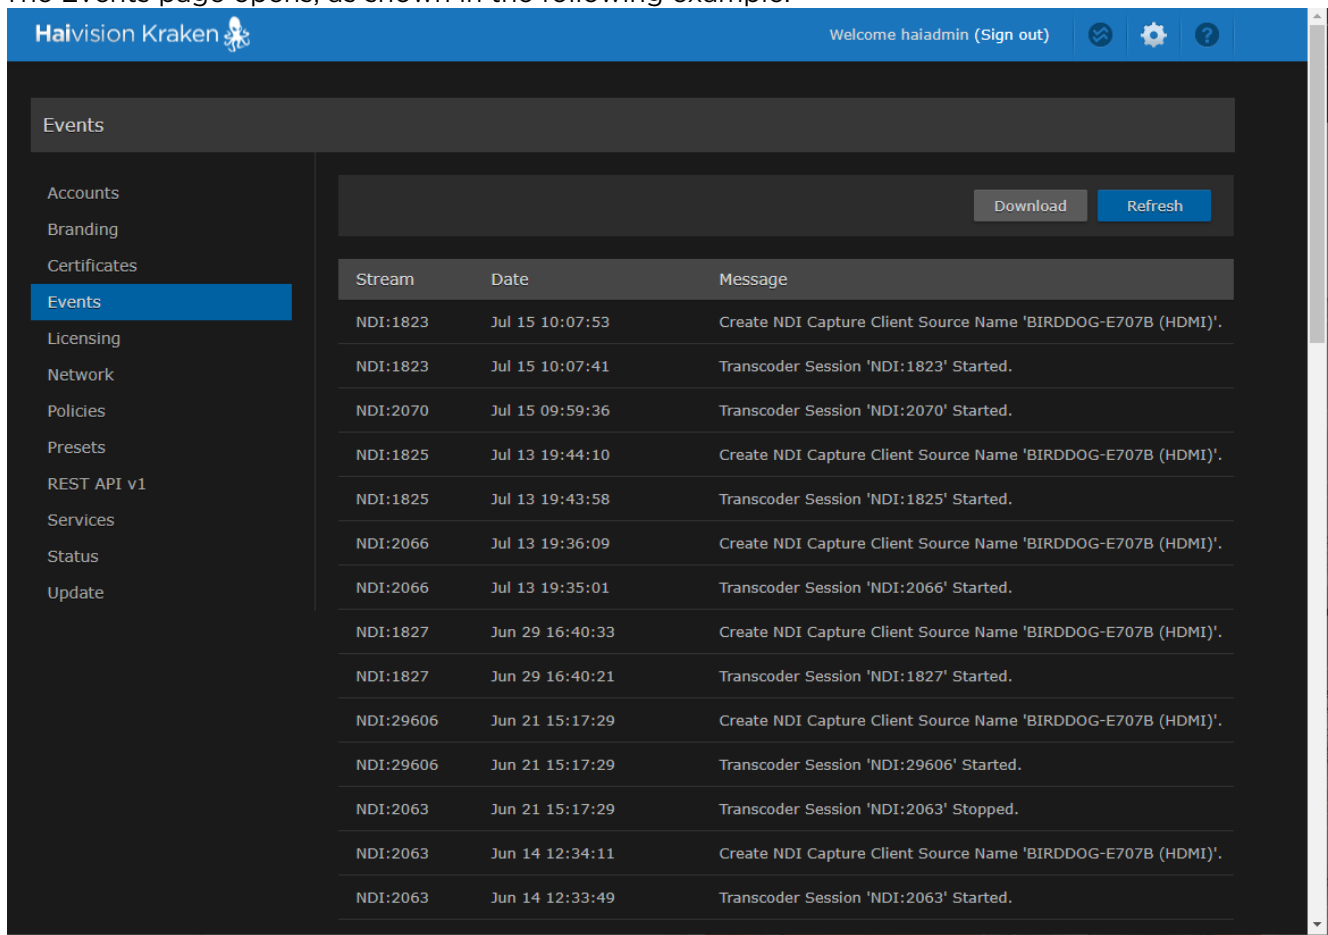 The Events page opens, as shown in the following example:
Haivision Kraken
Welcome haiadmin (Sign out)
?
Events
Accounts
Branding
Certificates
Events
Licensing
Network
Policies
Presets
REST API v1
Services
Status
Update
Download Refresh
Stream Date Message
NDI:1823 Jul 15 10:07:53 Create NDI Capture Client Source Name 'BIRDDOG-E707B (HDMI)'.
NDI:1823 Jul 15 10:07:41 Transcoder Session 'NDI:1823' Started.
NDI:2070 Jul 15 09:59:36 Transcoder Session 'NDI:2070' Started.
NDI:1825 Jul 13 19:44:10 Create NDI Capture Client Source Name 'BIRDDOG-E707B (HDMI)'.
NDI:1825 Jul 13 19:43:58 Transcoder Session 'NDI:1825' Started.
NDI:2066 Jul 13 19:36:09 Create NDI Capture Client Source Name 'BIRDDOG-E707B (HDMI)'.
NDI:2066 Jul 13 19:35:01 Transcoder Session 'NDI:2066' Started.
NDI:1827 Jun 29 16:40:33 Create NDI Capture Client Source Name 'BIRDDOG-E707B (HDMI)'.
NDI:1827 Jun 29 16:40:21 Transcoder Session 'NDI:1827' Started.
NDI:29606 Jun 21 15:17:29 Create NDI Capture Client Source Name 'BIRDDOG-E707B (HDMI)'.
NDI:29606 Jun 21 15:17:29 Transcoder Session 'NDI:29606' Started.
NDI:2063 Jun 21 15:17:29 Transcoder Session 'NDI:2063' Stopped.
NDI:2063 Jun 14 12:34:11 Create NDI Capture Client Source Name 'BIRDDOG-E707B (HDMI)'.
NDI:2063 Jun 14 12:33:49 Transcoder Session 'NDI:2063' Started.